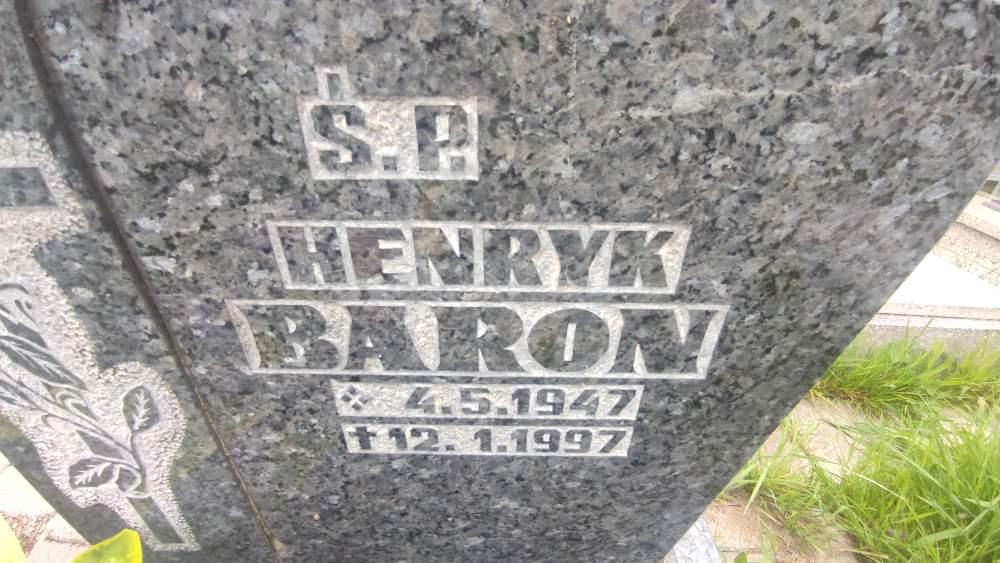 Ś.P.
HENRYK
BARON
4.5.1947
✝12.1.1997